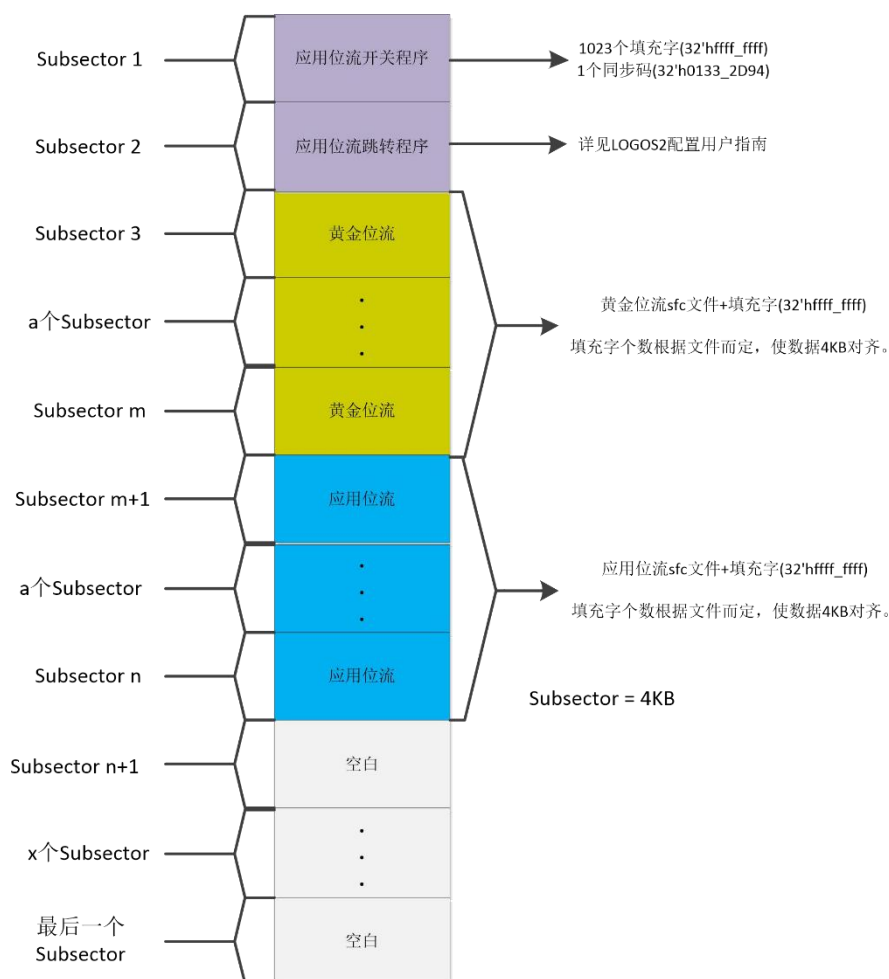 Subsector 1
应用位流开关程序
1023个填充字(32'hffff_ffff)
1个同步码(32'h0133_2D94)
Subsector 2
应用位流跳转程序
详见LOGOS2配置用户指南
Subsector 3
黄金位流
a个Subsector
黄金位流sfc文件+填充字(32'hffff_ffff)
填充字个数根据文件而定，使数据4KB对齐。
Subsector m
黄金位流
Subsector m+1
应用位流
a个Subsector
应用位流sfc文件+填充字(32'hffff_ffff)
填充字个数根据文件而定，使数据4KB对齐。
Subsector n
应用位流
Subsector = 4KB
Subsector n+1
空白
x个Subsector
最后一个
Subsector
空白